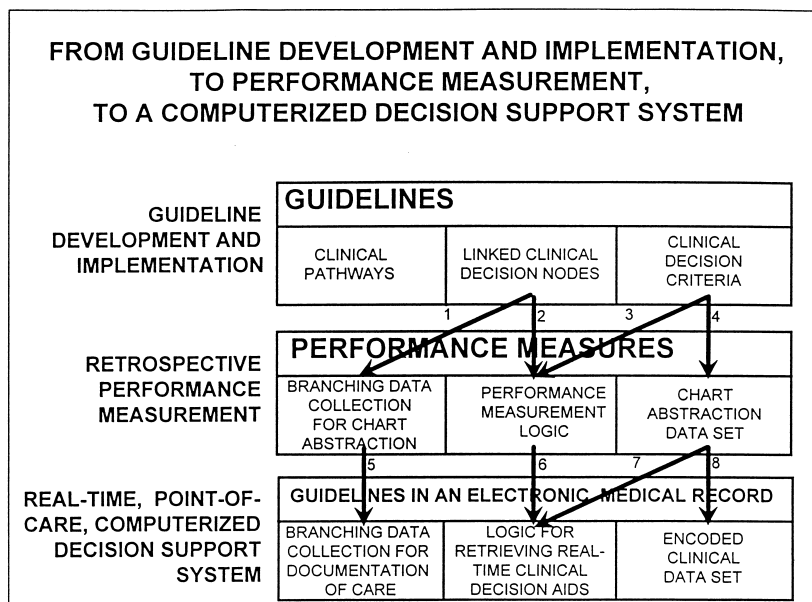 FROM GUIDELINE DEVELOPMENT AND IMPLEMENTATION,
TO PERFORMANCE MEASUREMENT,
TO A COMPUTERIZED DECISION SUPPORT SYSTEM
GUIDELINE
DEVELOPMENT AND
IMPLEMENTATION
GUIDELINES
CLINICAL
PATHWAYS
LINKED CLINICAL
DECISION NODES
CLINICAL
DECISION
CRITERIA
1
2
3
4
RETROSPECTIVE
PERFORMANCE
MEASUREMENT
PERFORMANCE MEASURES
BRANCHING DATA
COLLECTION
FOR CHART
ABSTRACTION
PERFORMANCE
MEASUREMENT
LOGIC
CHART
ABSTRACTION
DATA SET
5
6
7
8
REAL-TIME, POINT-OF-
CARE, COMPUTERIZED
DECISION SUPPORT
SYSTEM
GUIDELINES IN AN ELECTRONIC MEDICAL RECORD
BRANCHING DATA
COLLECTION FOR
DOCUMENTATION
OF CARE
LOGIC FOR
RETRIEVING REAL-
TIME CLINICAL
DECISION AIDS
ENCODED
CLINICAL
DATA SET